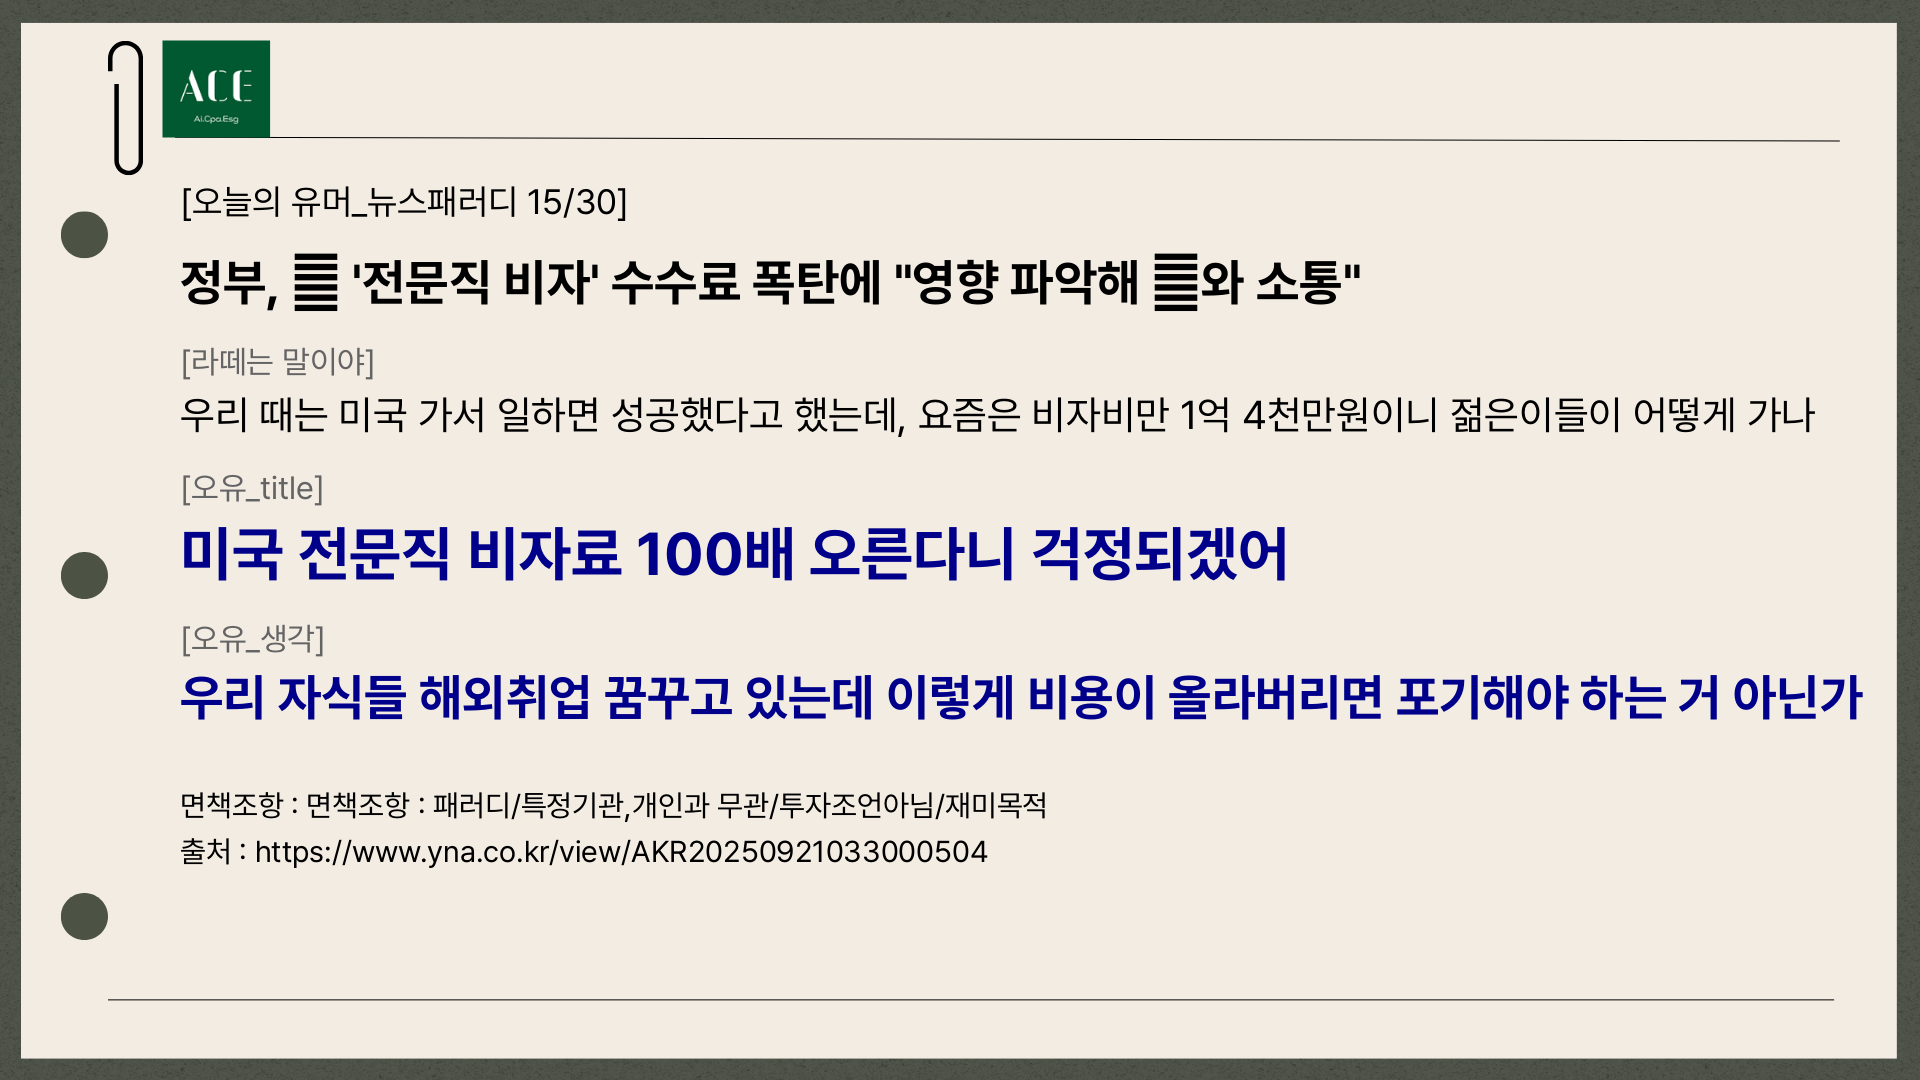 ACE
Ai.Cpa.Esg
[오늘의 유머_뉴스패러디 15/30]
정부, '전문직 비자' 수수료 폭탄에 "영향 파악해 와 소통"
[라떼는 말이야]
우리 때는 미국 가서 일하면 성공했다고 했는데, 요즘은 비자비만 1억 4천만원이니 젊은이들이 어떻게 가나
[오유_title]
미국 전문직 비자료 100배 오른다니 걱정되겠어
[오유_생각]
우리 자식들 해외취업 꿈꾸고 있는데 이렇게 비용이 올라버리면 포기해야 하는 거 아닌가
면책조항 : 면책조항 : 패러디/특정기관,개인과 무관/투자조언아님/재미목적
출처 : https://www.yna.co.kr/view/AKR20250921033000504